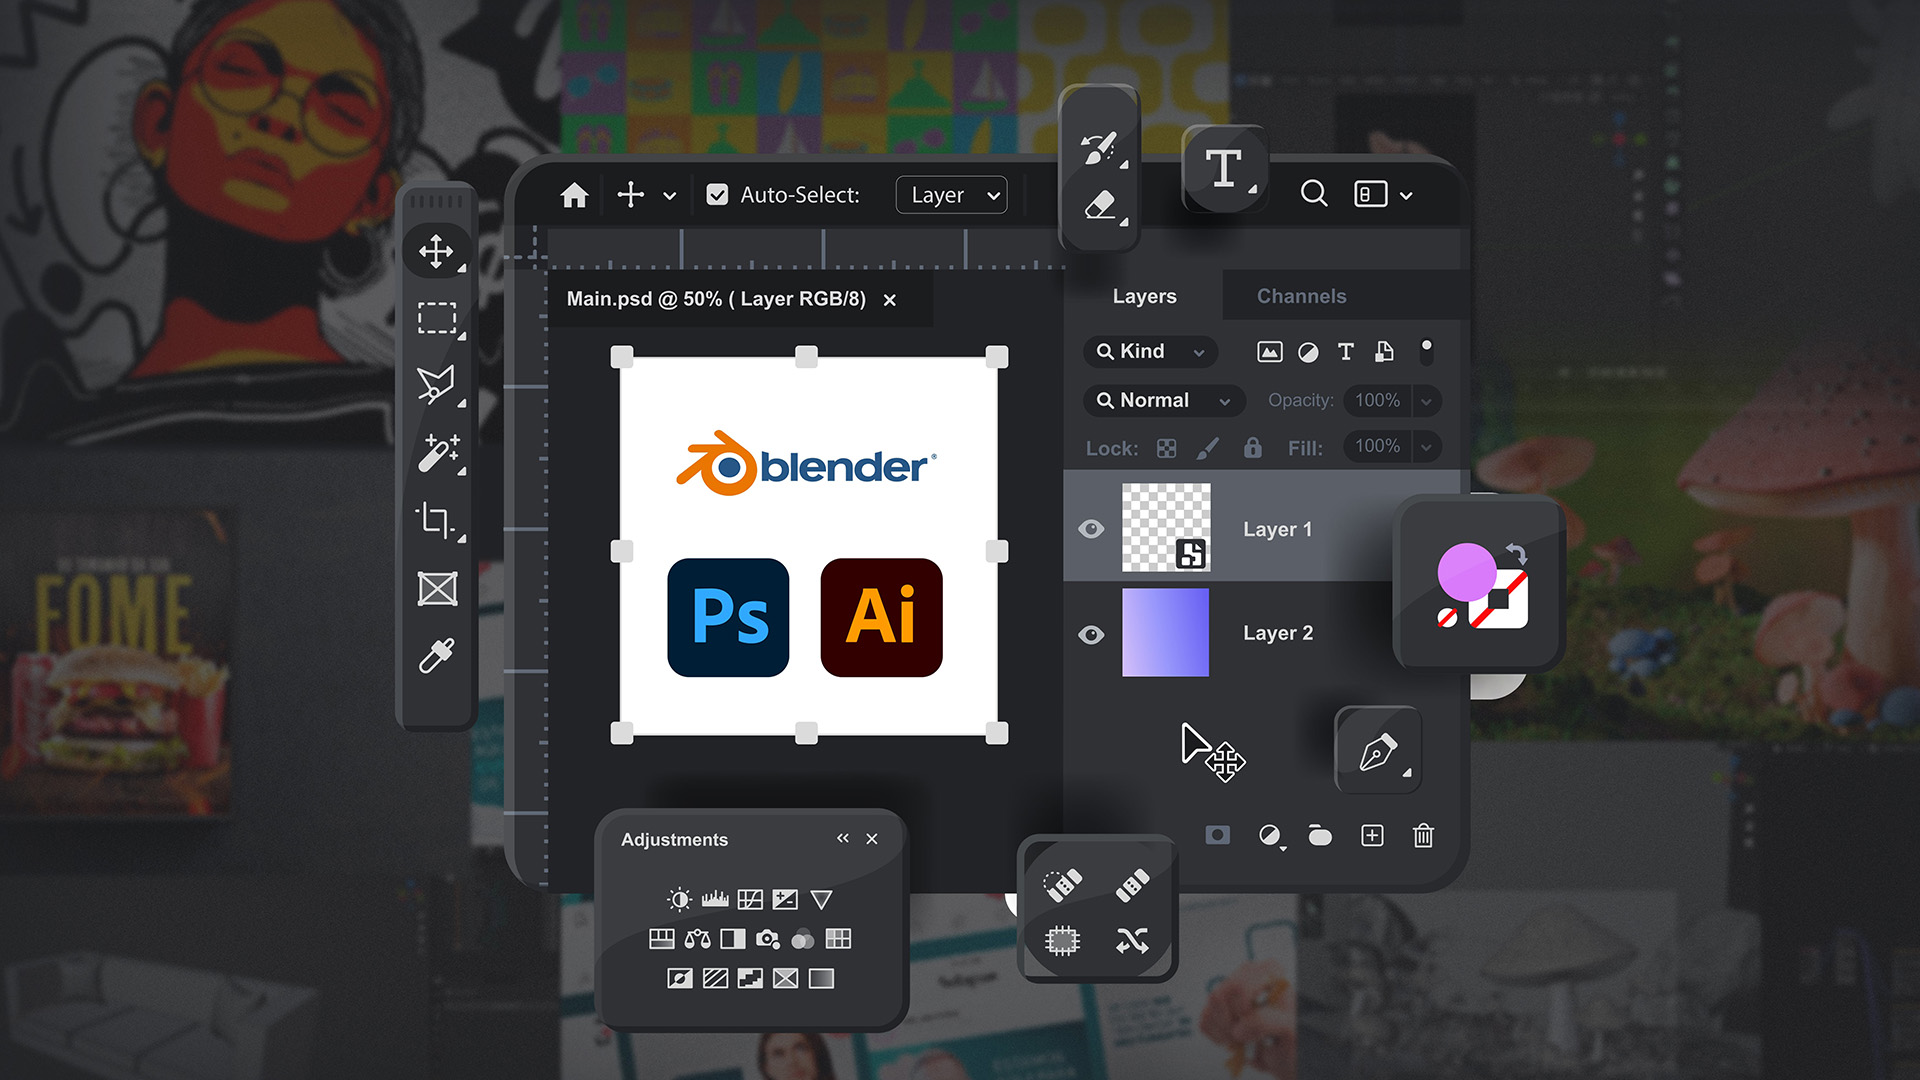 Auto-Select:
Layer
T
Main.psd @ 50% ( Layer RGB/8)
Layers
Channels
Kind
T
Normal
Opacity: 100%
Lock:
Fill: 100%
blender®
Layer 1
Ps
Ai
Layer 2
FOME
Adjustments